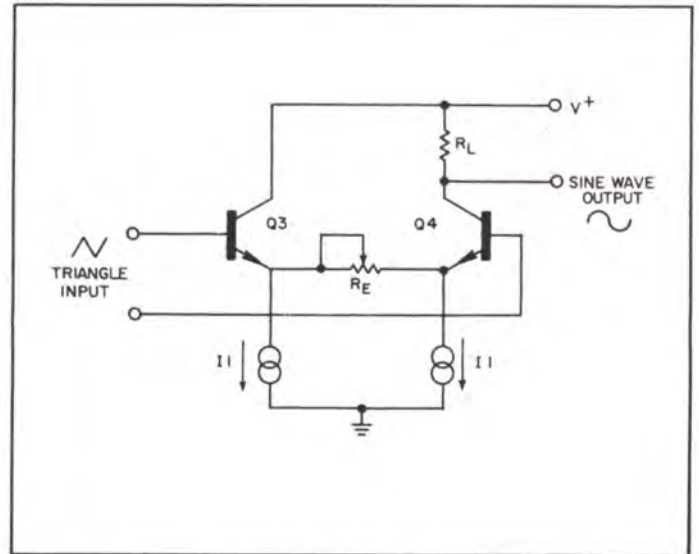 V+
RL
SINE WAVE
OUTPUT
Q3
Q4
TRIANGLE
INPUT
RE
I1
I1